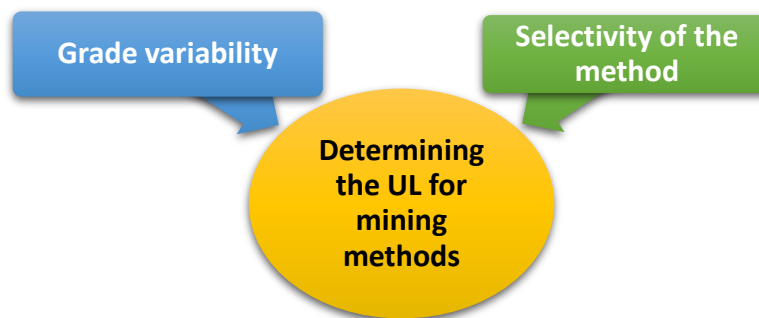 Grade variability
Selectivity of the
method
Determining
the UL for
mining
methods